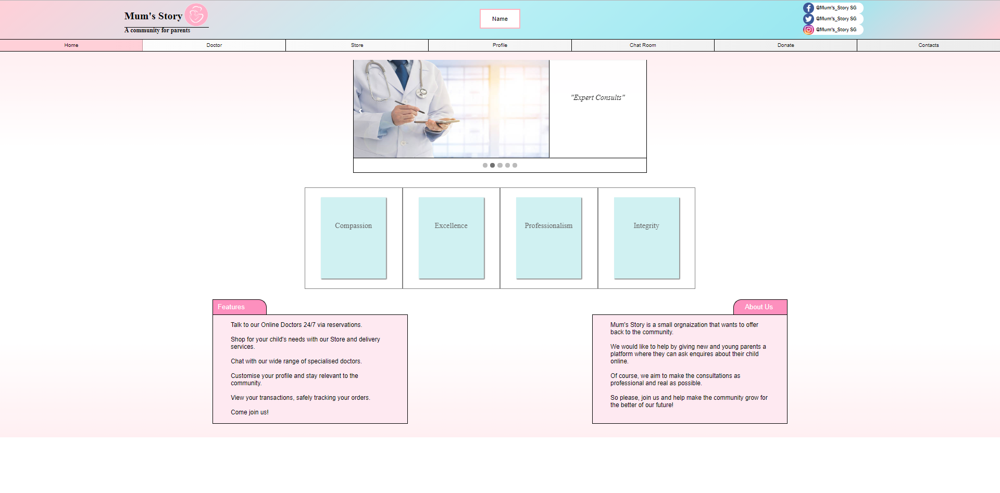 Mum's Story
A community for parents
Name
@Mum's_Story SG
@Mum's_Story SG
@Mum's_Story SG
Home Doctor Store Profile Chat Room Donate Contacts
"Expert Consults"
Compassion Excellence Professionalism Integrity
Features
Talk to our Online Doctors 24/7 via reservations.
Shop for your child's needs with our Store and delivery
services.
Chat with our wide range of specialised doctors.
Customise your profile and stay relevant to the
community.
View your transactions, safely tracking your orders.
Come join us!
About Us
Mum's Story is a small orgnaization that wants to offer
back to the community.
We would like to help by giving new and young parents a
platform where they can ask enquires about their child
online.
Of course, we aim to make the consultations as
professional and real as possible.
So please, join us and help make the community grow for
the better of our future!